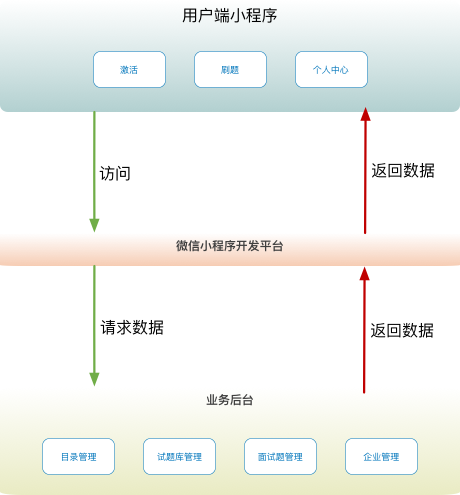 用户端小程序
激活
刷题
个人中心
访问
返回数据
微信小程序开发平台
请求数据
返回数据
业务后台
目录管理
试题库管理
面试题管理
企业管理